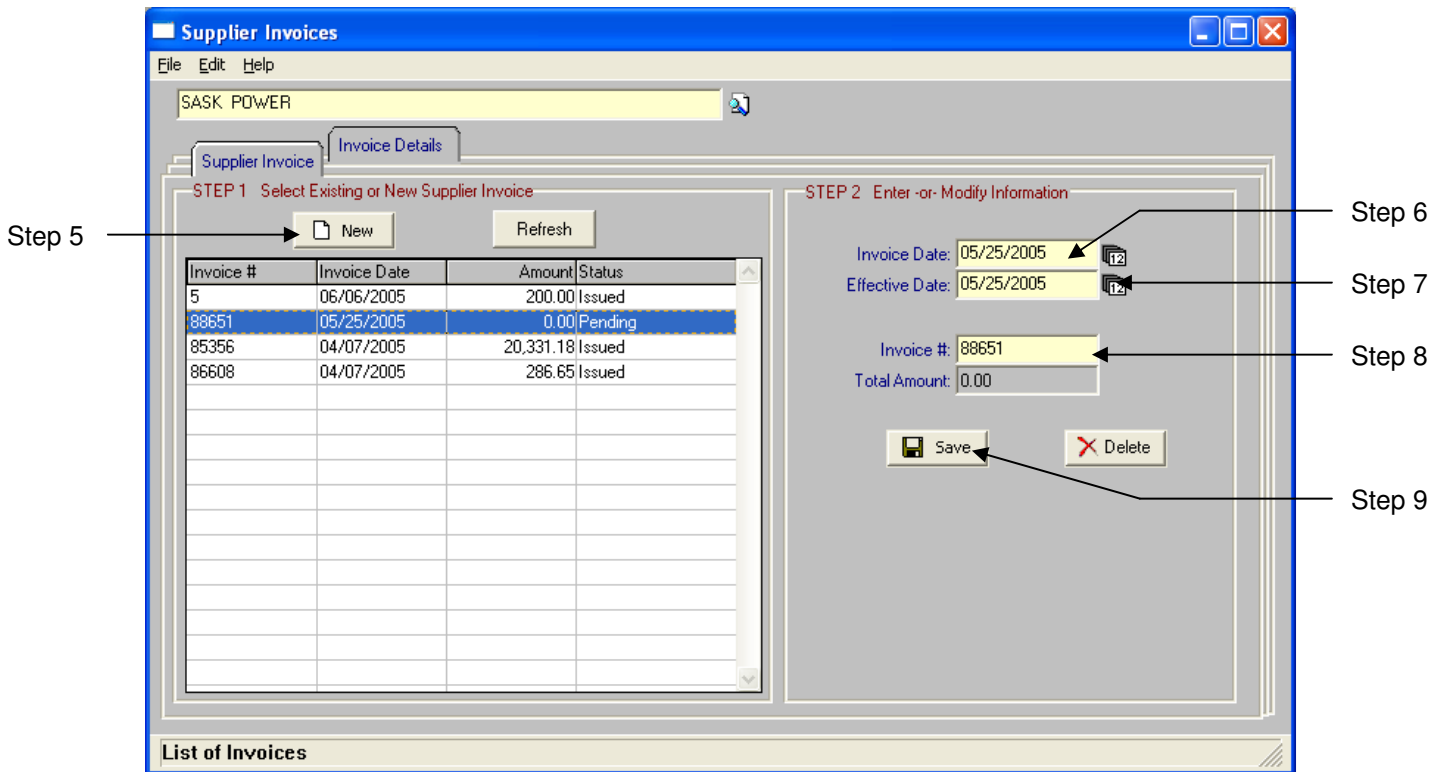 Supplier Invoices
File Edit Help
SASK POWER
Supplier Invoice Invoice Details
STEP 1 Select Existing or New Supplier Invoice
New Refresh
Invoice # Invoice Date Amount Status
5 06/06/2005 200.00 Issued
88651 05/25/2005 0.00 Pending
85356 04/07/2005 20,331.18 Issued
86608 04/07/2005 286.65 Issued
STEP 2 Enter -or- Modify Information
Invoice Date: 05/25/2005 12
Effective Date: 05/25/2005 12
Invoice #: 88651
Total Amount: 0.00
Save Delete
List of Invoices
Step 5
Step 6
Step 7
Step 8
Step 9